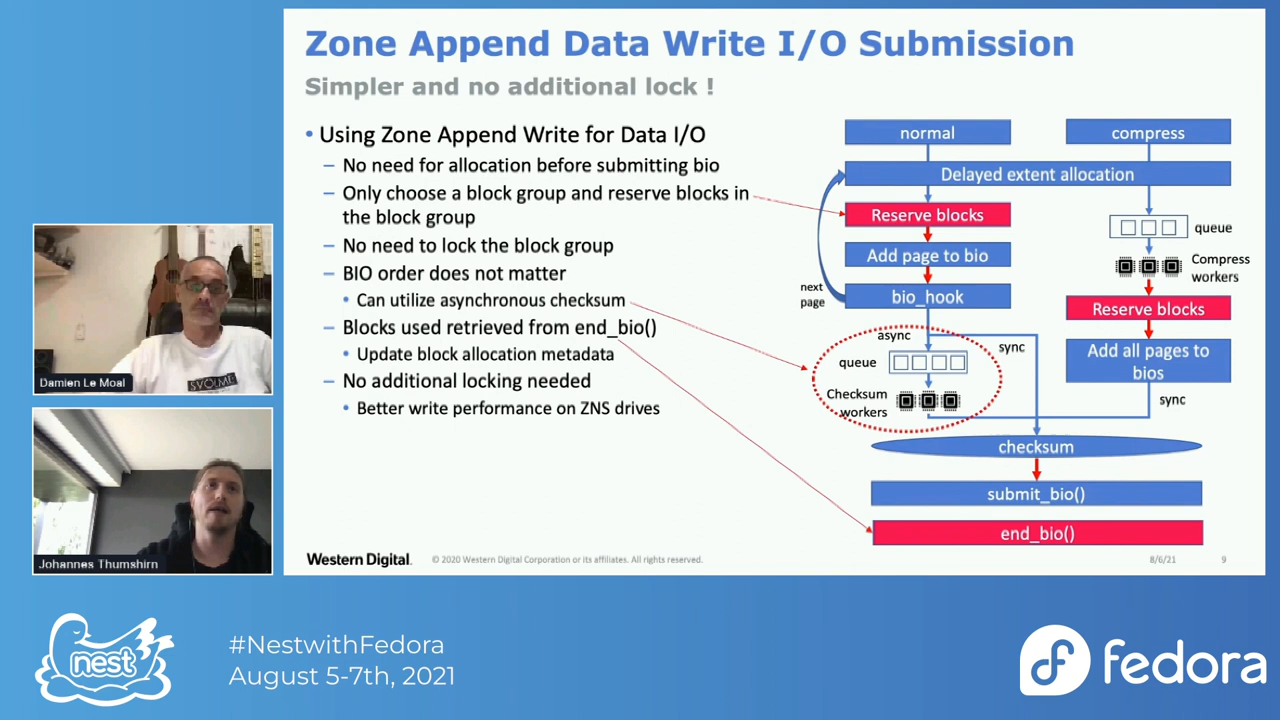 Zone Append Data Write I/O Submission
Simpler and no additional lock !
• Using Zone Append Write for Data I/O
– No need for allocation before submitting bio
– Only choose a block group and reserve blocks in
the block group
– No need to lock the block group
– BIO order does not matter
• Can utilize asynchronous checksum
– Blocks used retrieved from end_bio()
• Update block allocation metadata
– No additional locking needed
• Better write performance on ZNS drives
normal
compress
Delayed extent allocation
Reserve blocks
Add page to bio
bio_hook
next
page
queue
Compress
workers
Reserve blocks
Add all pages to
bios
async
sync
queue
Checksum
workers
sync
checksum
submit_bio()
end_bio()
Western Digital.
© 2020 Western Digital Corporation or its affiliates. All rights reserved.
8/6/21
9
SVOLME
Damien Le Moal
Johannes Thumshirn
nest
#NestwithFedora
August 5-7th, 2021
fedora